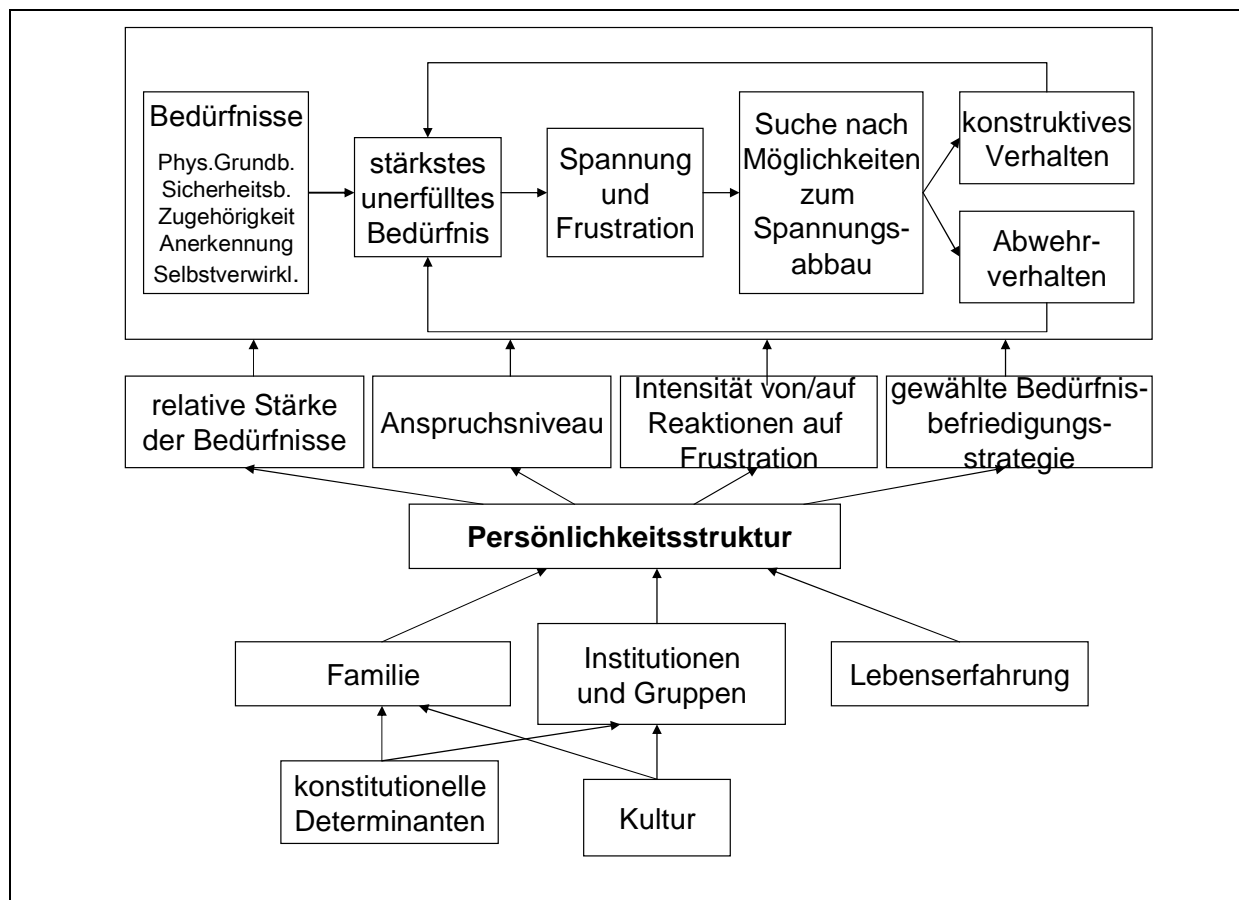 Bedürfnisse
Phys.Grundb.
Sicherheitsb.
Zugehörigkeit
Anerkennung
Selbstverwirkl.
stärkstes
unerfülltes
Bedürfnis
Spannung
und
Frustration
Suche nach
Möglichkeiten
zum
Spannungs-
abbau
konstruktives
Verhalten
Abwehr-
verhalten
relative Stärke
der Bedürfnisse
Anspruchsniveau
Intensität von/auf
Reaktionen auf
Frustration
gewählte Bedürfnis-
befriedigungs-
strategie
Persönlichkeitsstruktur
Familie
Institutionen
und Gruppen
Lebenserfahrung
konstitutionelle
Determinanten
Kultur